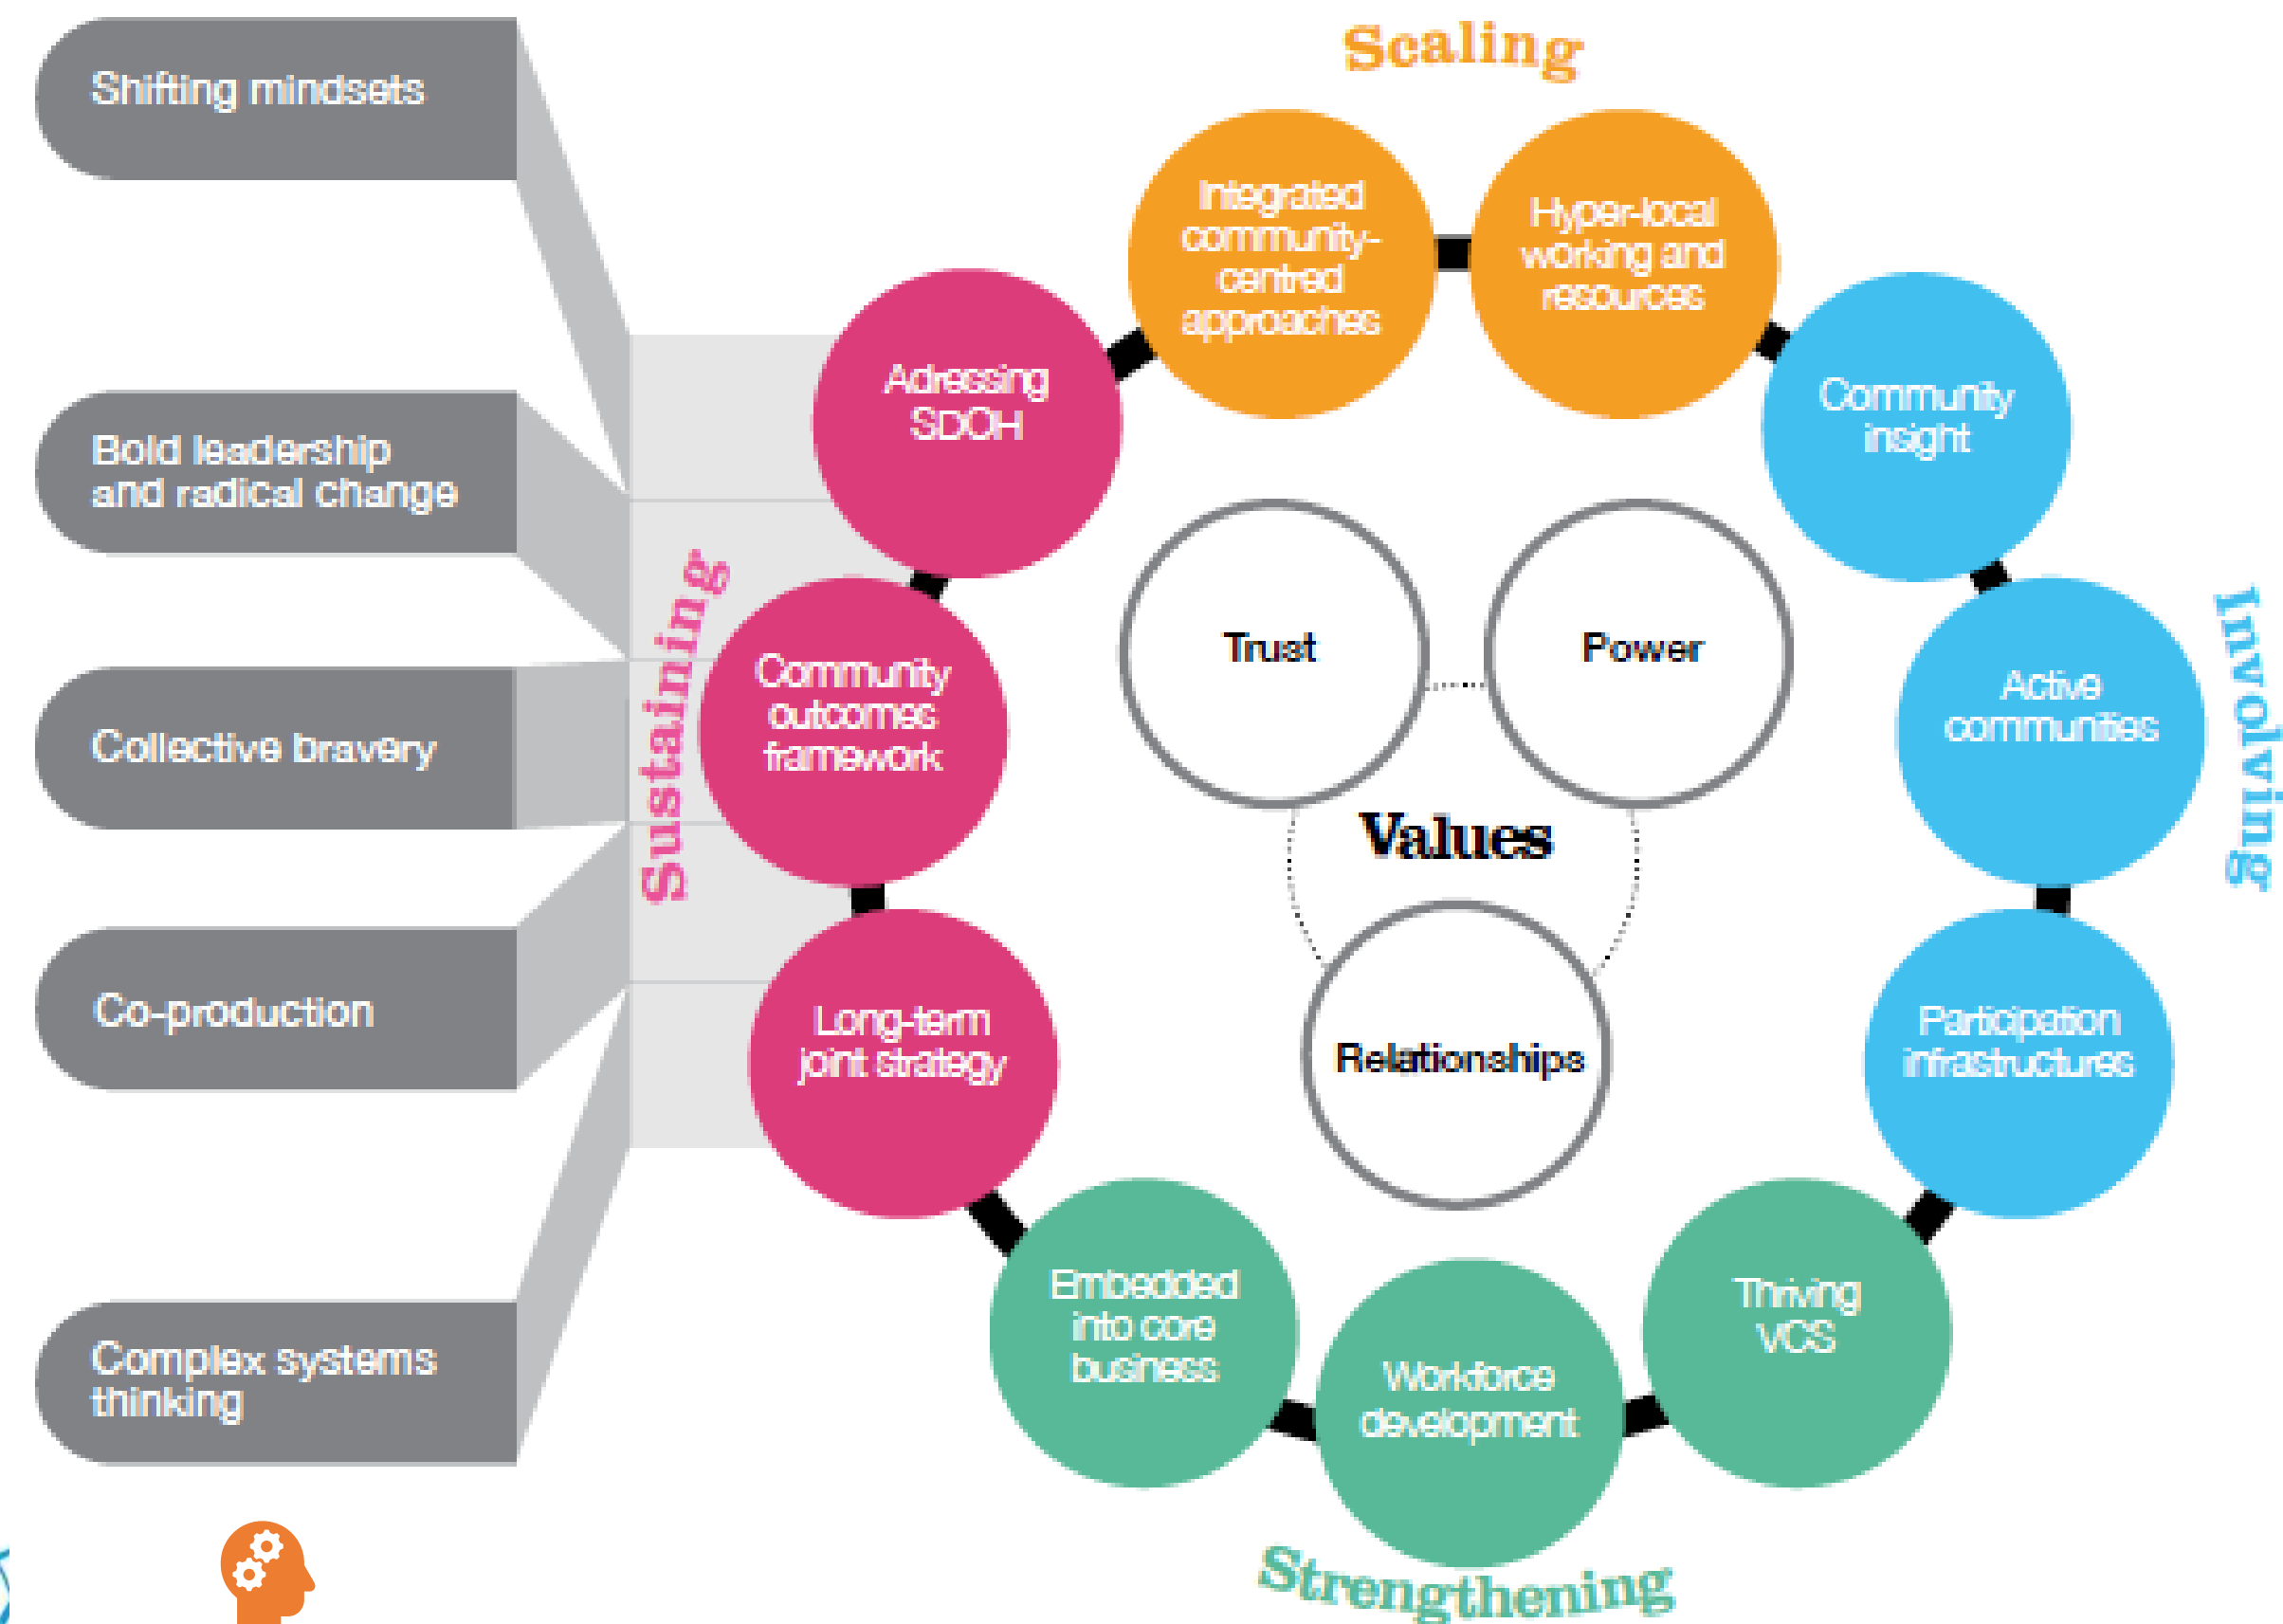 Shifting mindsets
Bold leadership
and radical change
Collective bravery
Co-production
Complex systems
thinking
Sustaining
Adressing
SDOH
Community
outcomes
framework
Long-term
joint strategy
Scaling
Integrated
community-
centred
approaches
Hyper-local
working and
resources
Involving
Community
insight
Active
communities
Participation
infrastructures
Strengthening
Thriving
VCS
Workforce
development
Embedded
into core
business
Values
Trust
Power
Relationships